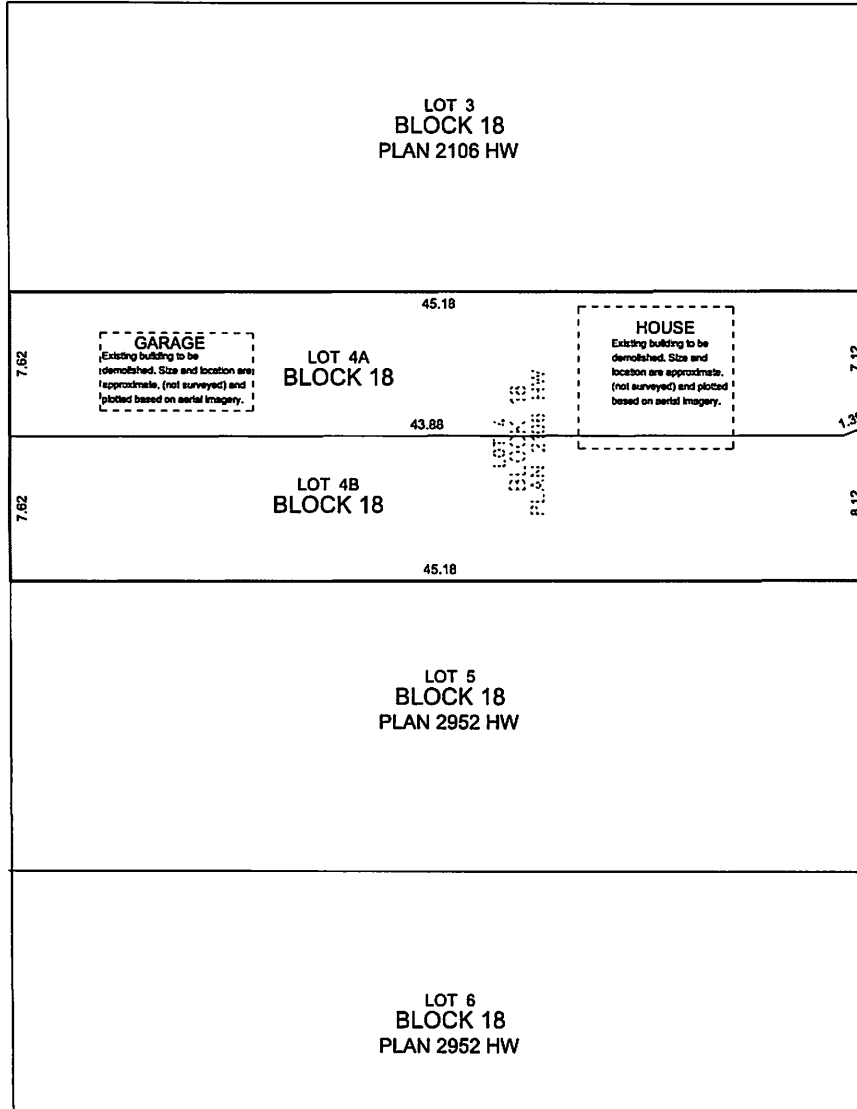 LOT 3
BLOCK 18
PLAN 2106 HW
45.18
7.62
GARAGE
Existing building to be
demolished. Size and
location are
approximate, (not surveyed) and
plotted based on aerial imagery.
LOT 4A
BLOCK 18
HOUSE
Existing building to be
demolished. Size and
location are approximate,
(not surveyed) and plotted
based on aerial imagery.
7.12
43.88
LOT 4
BLOCK 18
7.62
LOT 4B
BLOCK 18
8.12
45.18
LOT 5
BLOCK 18
PLAN 2952 HW
LOT 6
BLOCK 18
PLAN 2952 HW